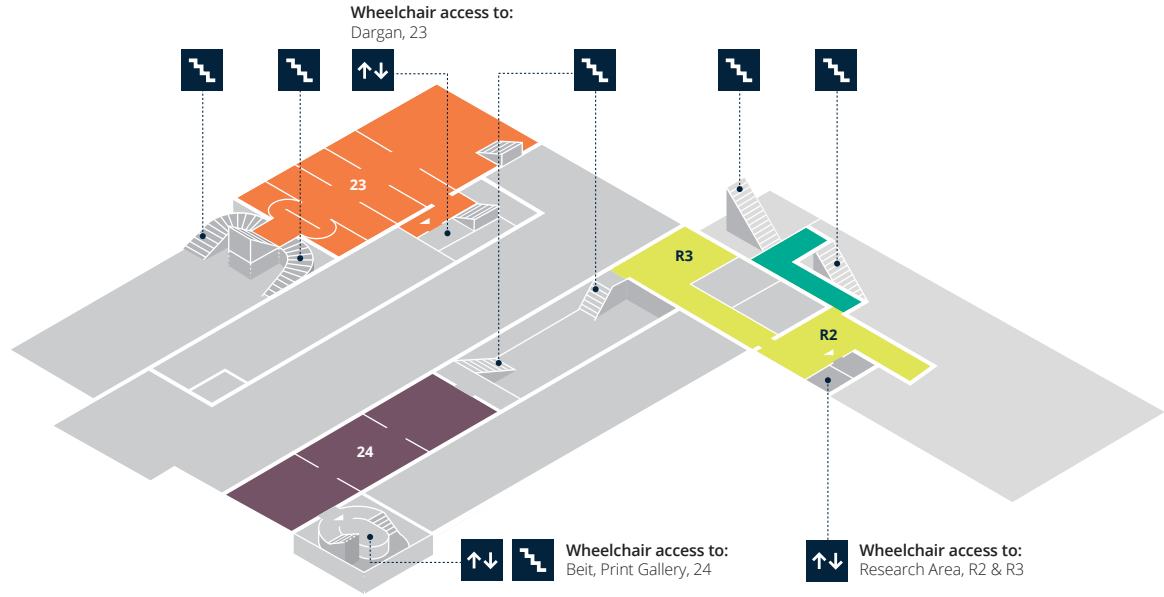 Wheelchair access to:
Dargan, 23
23
R3
R2
24
Wheelchair access to:
Beit, Print Gallery, 24
Wheelchair access to:
Research Area, R2 & R3